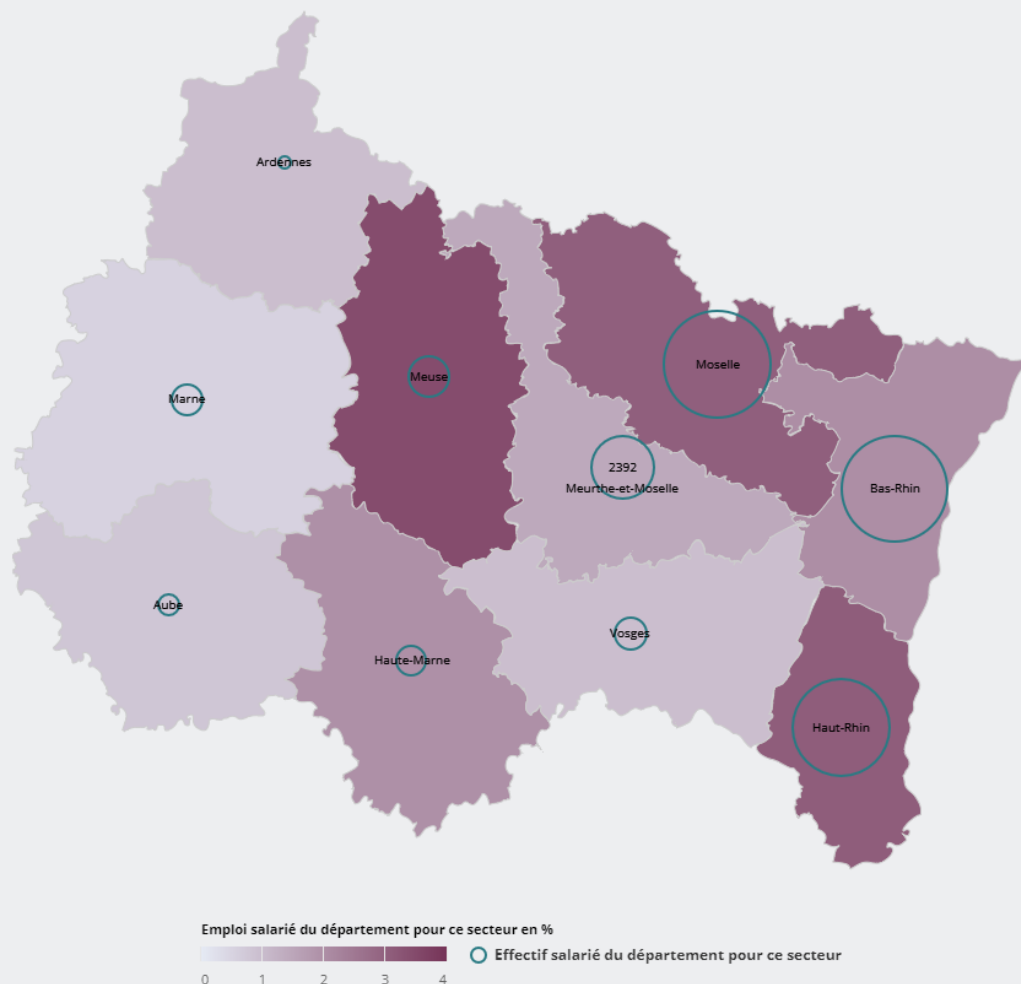 Ardennes
Moselle
Meuse
Marne
2392
Meurthe-et-Moselle
Bas-Rhin
Aube
Vosges
Haute-Marne
Haut-Rhin
Emploi salarié du département pour ce secteur en %
Effectif salarié du département pour ce secteur
0 1 2 3 4